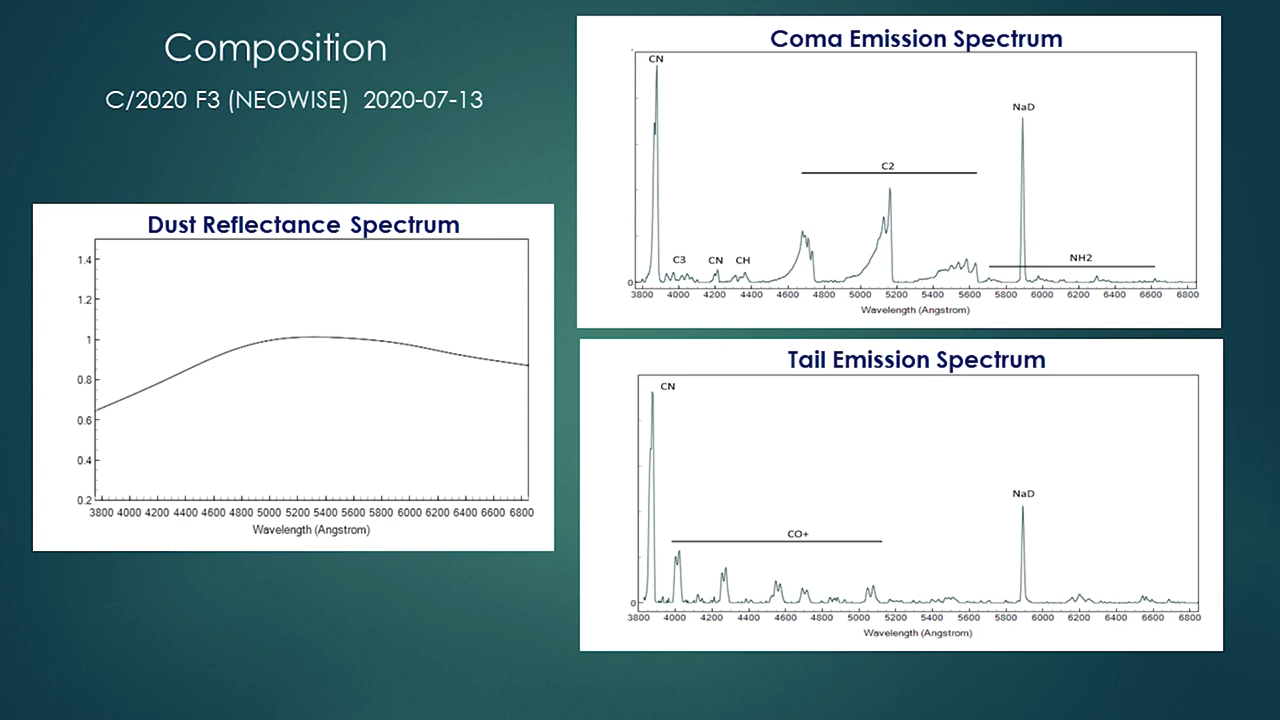 Composition
C/2020 F3 (NEOWISE)  2020-07-13
Dust Reflectance Spectrum
1.4
1.2
1
0.8
0.6
0.4
0.2
3800 4000 4200 4400 4600 4800 5000 5200 5400 5600 5800 6000 6200 6400 6600 6800
Wavelength (Angstrom)
Coma Emission Spectrum
CN
NaD
C2
C3 CN CH NH2
0
3800 4000 4200 4400 4600 4800 5000 5200 5400 5600 5800 6000 6200 6400 6600 6800
Wavelength (Angstrom)
Tail Emission Spectrum
CN
NaD
CO+
0
3800 4000 4200 4400 4600 4800 5000 5200 5400 5600 5800 6000 6200 6400 6600 6800
Wavelength (Angstrom)